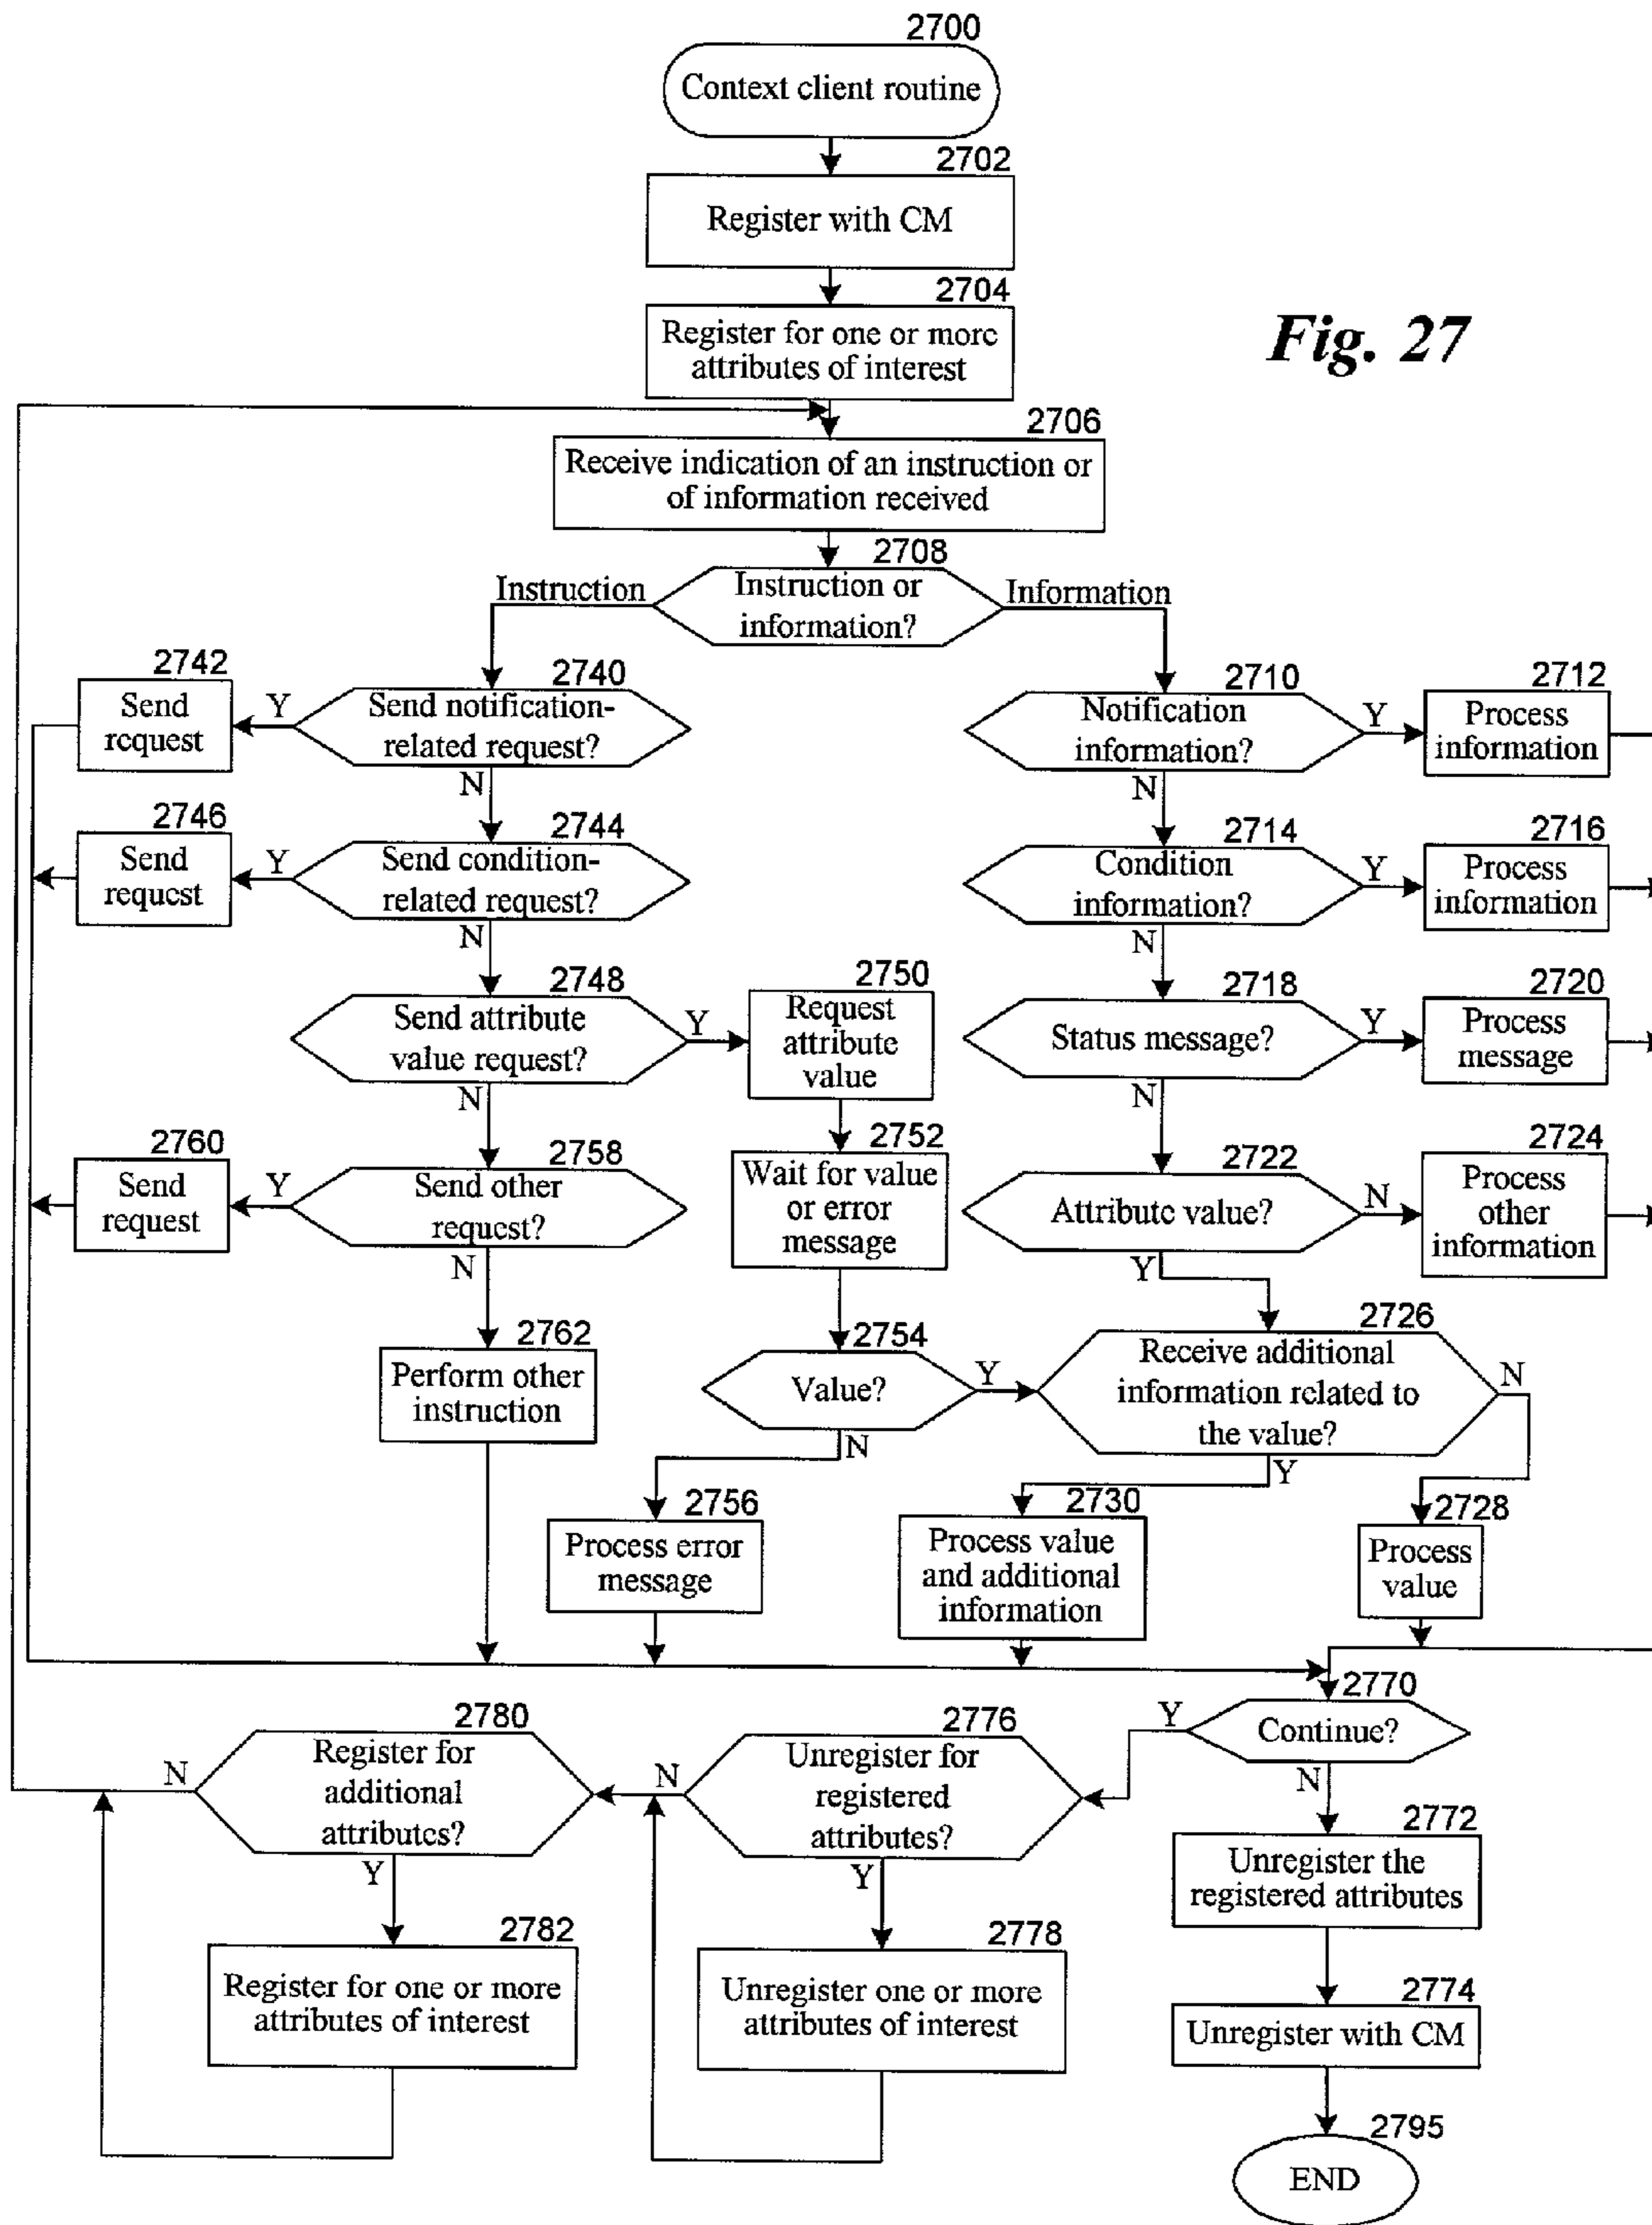 2700
Context client routine
2702
Register with CM
2704
Register for one or more
attributes of interest
Fig. 27
2706
Receive indication of an instruction or
of information received
2708
Instruction
Instruction or
information?
Information
2742
Send
request
Y
2740
Send notification-
related request?
N
2710
Notification
information?
Y
N
2712
Process
information
2746
Send
request
Y
2744
Send condition-
related request?
N
2714
Condition
information?
Y
N
2716
Process
information
2748
Send attribute
value request?
Y
N
2750
Request
attribute
value
2718
Status message?
Y
N
2720
Process
message
2760
Send
request
Y
2758
Send other
request?
N
2752
Wait for value
or error
message
2722
Attribute value?
N
Y
2724
Process
other
information
2762
Perform other
instruction
2754
Value?
Y
N
2726
Receive additional
information related to
the value?
N
Y
2756
Process error
message
2730
Process value
and additional
information
2728
Process
value
2770
Continue?
Y
N
2780
Register for
additional
attributes?
N
Y
2776
Unregister for
registered
attributes?
N
Y
2772
Unregister the
registered attributes
2782
Register for one or more
attributes of interest
2778
Unregister one or more
attributes of interest
2774
Unregister with CM
2795
END